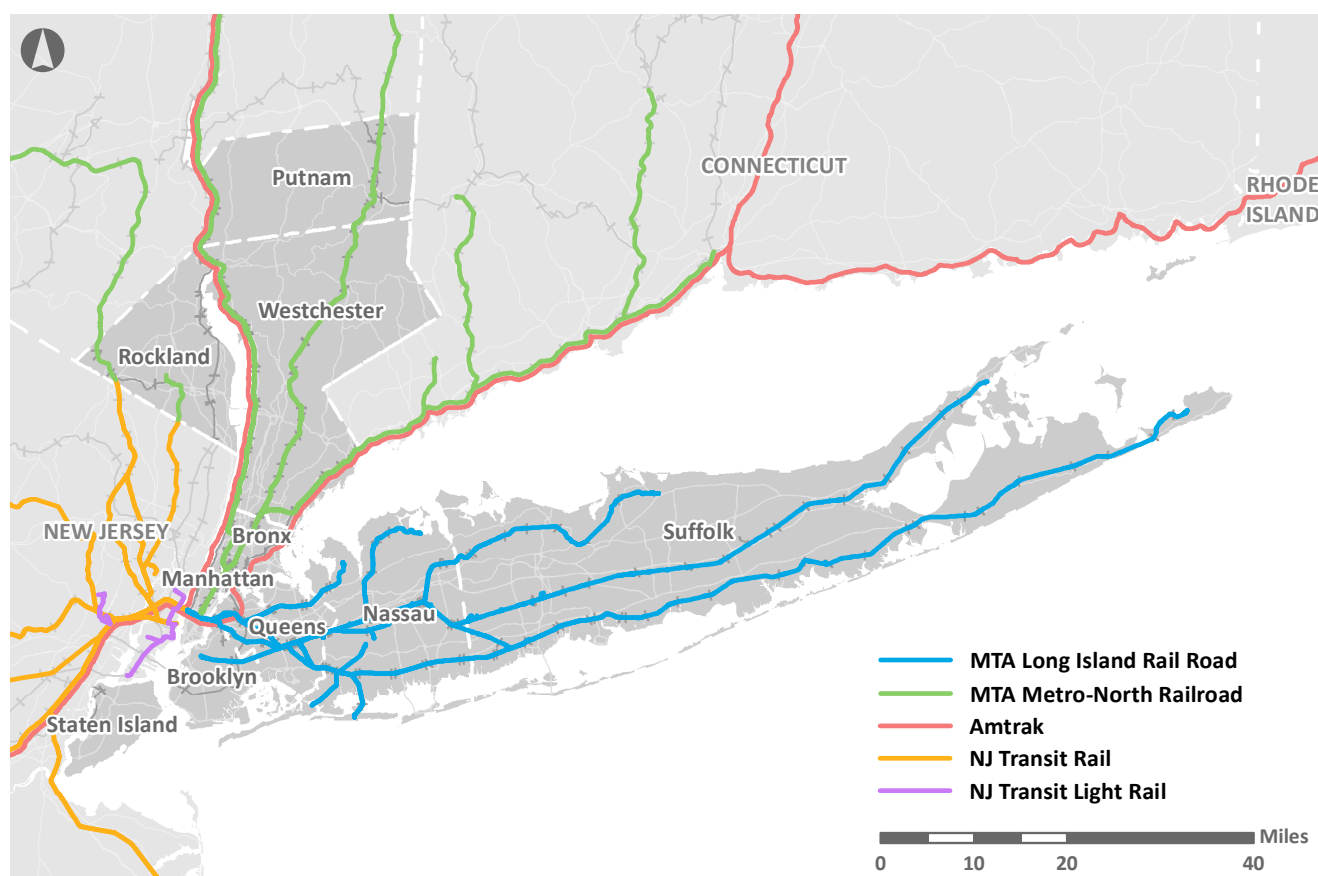 Putnam
CONNECTICUT
RHODE
ISLAND
Westchester
Rockland
NEW JERSEY
Bronx
Suffolk
Manhattan
Nassau
Queens
Brooklyn
Staten Island
MTA Long Island Rail Road
MTA Metro-North Railroad
Amtrak
NJ Transit Rail
NJ Transit Light Rail
Miles
0 10 20 40